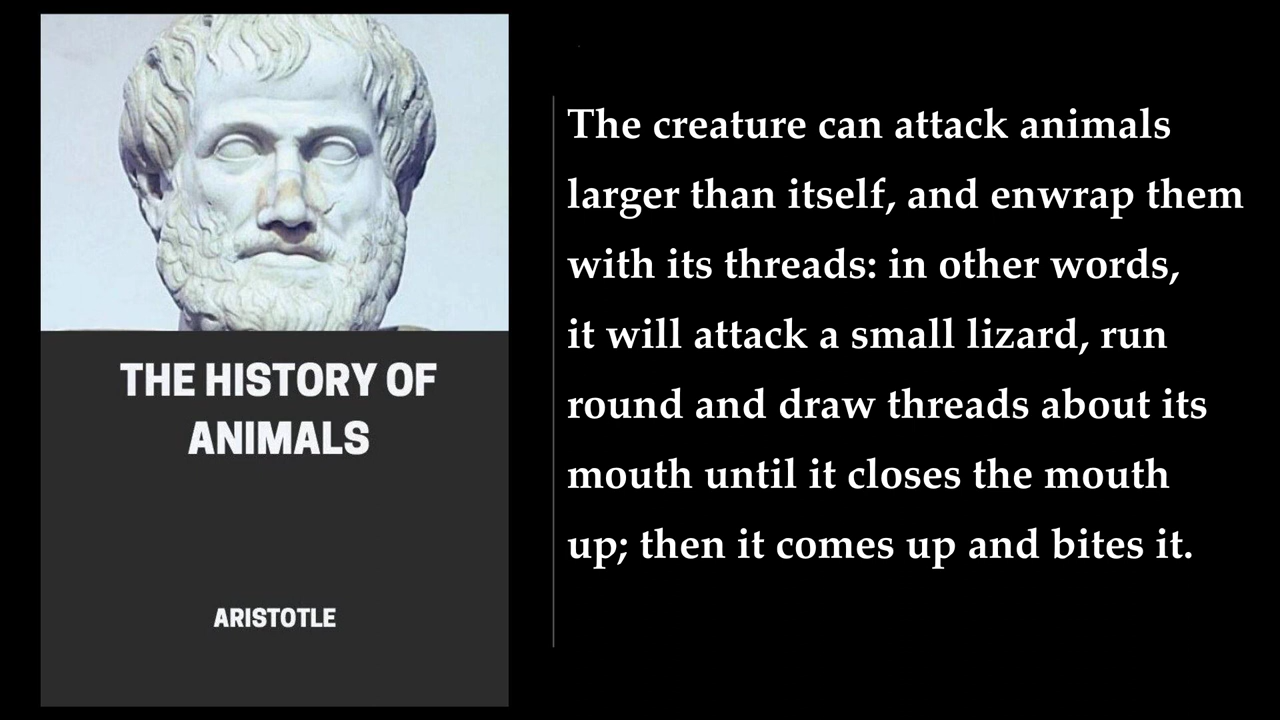 THE HISTORY OF
ANIMALS
ARISTOTLE
The creature can attack animals
larger than itself, and enwrap them
with its threads: in other words,
it will attack a small lizard, run
round and draw threads about its
mouth until it closes the mouth
up; then it comes up and bites it.